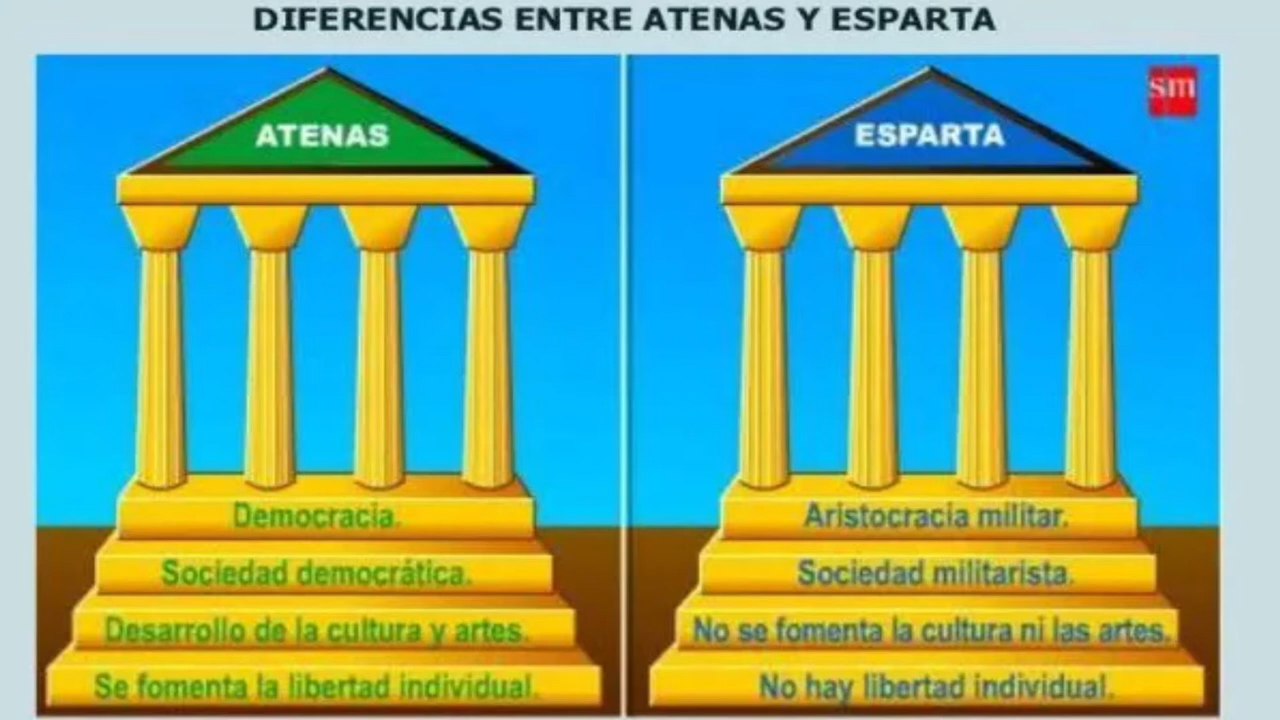 DIFERENCIAS ENTRE ATENAS Y ESPARTA
ATENAS
Democracia.
Sociedad democrática.
Desarrollo de la cultura y artes.
Se fomenta la libertad individual.
ESPARTA
sm
Aristocracia militar.
Sociedad militarista.
No se fomenta la cultura ni las artes.
No hay libertad individual.